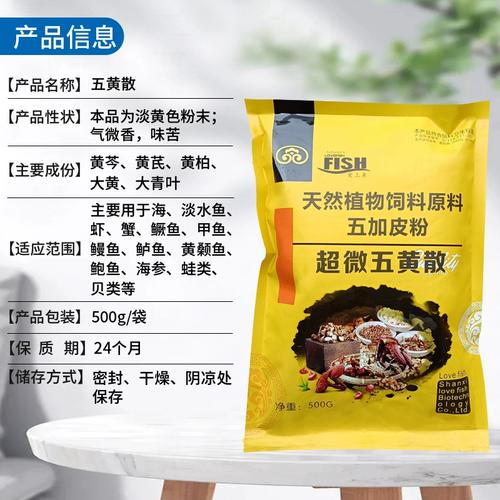 产品信息
【产品名称】 五黄散
【产品性状】 本品为淡黄色粉末；
气微香，味苦
【主要成份】 黄芩、黄芪、黄柏、
大黄、大青叶
【适应范围】 主要用于海、淡水鱼、
虾、蟹、鳜鱼、甲鱼、
鳗鱼、鲈鱼、黄颡鱼、
鲍鱼、海参、蛙类、
贝类等
【产品包装】 500g/袋
【保 质 期】 24个月
【储存方式】 密封、干燥、阴凉处
保存
FISH
爱上鱼
天然植物饲料原料
五加皮粉
超微五黄散
Love fish
Shanxi
love fish
Biotechn
ology
Co.,Ltd.
净重：500G